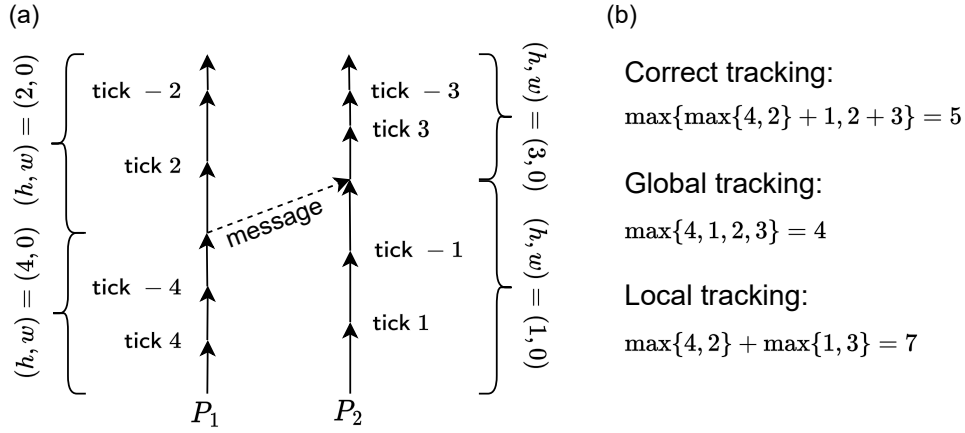 (a)
(h, w) = (2, 0)
(h, w) = (4, 0)
tick − 2
tick 2
tick − 4
tick 4
message
tick − 3
tick 3
tick − 1
tick 1
(h, w) = (3, 0)
(h, w) = (1, 0)
P₁
P₂
(b)
Correct tracking:
max{max{4, 2} + 1, 2 + 3} = 5
Global tracking:
max{4, 1, 2, 3} = 4
Local tracking:
max{4, 2} + max{1, 3} = 7